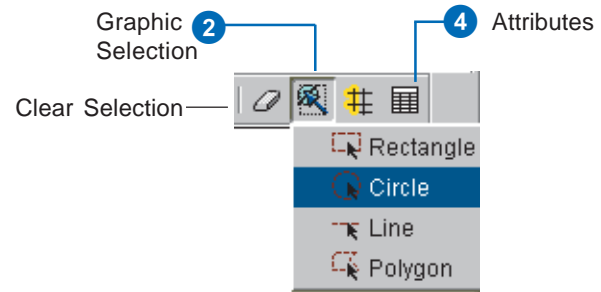 Graphic
Selection
2
4
Attributes
Clear Selection
Rectangle
Circle
Line
Polygon